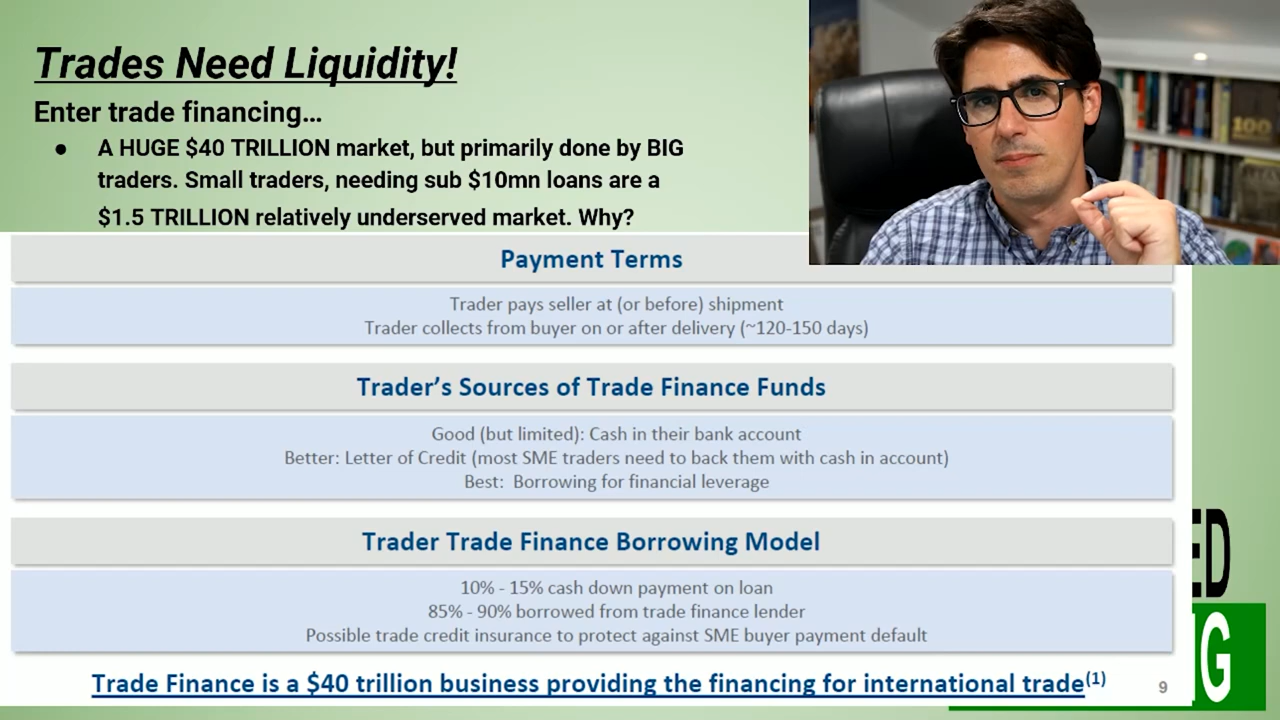 Trades Need Liquidity!
Enter trade financing...
● A HUGE $40 TRILLION market, but primarily done by BIG
traders. Small traders, needing sub $10mn loans are a
$1.5 TRILLION relatively underserved market. Why?
100
Payment Terms
Trader pays seller at (or before) shipment
Trader collects from buyer on or after delivery (~120-150 days)
Trader’s Sources of Trade Finance Funds
Good (but limited): Cash in their bank account
Better: Letter of Credit (most SME traders need to back them with cash in account)
Best: Borrowing for financial leverage
Trader Trade Finance Borrowing Model
10% - 15% cash down payment on loan
85% - 90% borrowed from trade finance lender
Possible trade credit insurance to protect against SME buyer payment default
ED
G
Trade Finance is a $40 trillion business providing the financing for international trade(1)
9